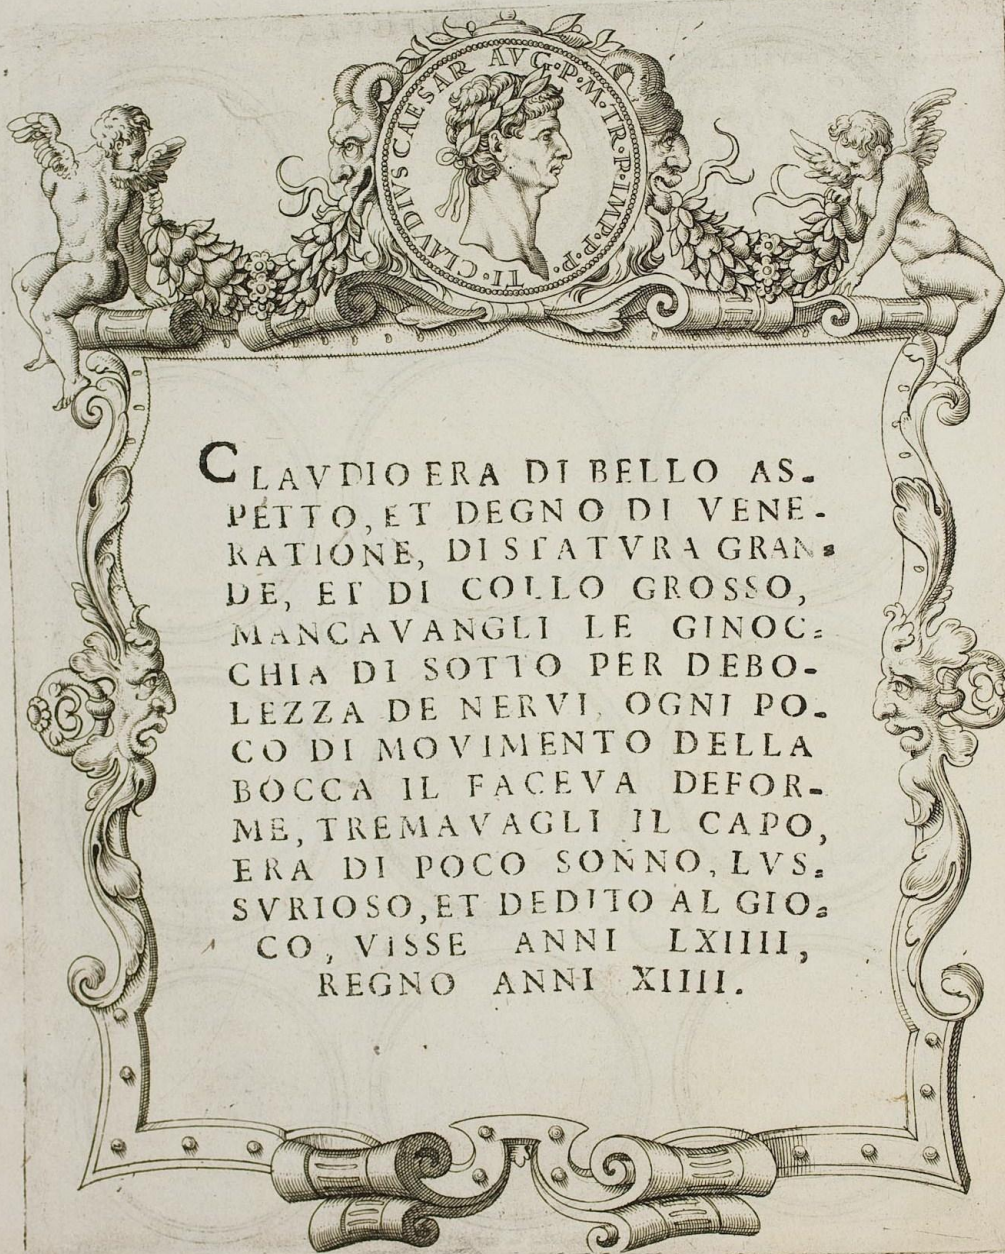 TI·CLAVDIVS CAESAR AVG·P·M·TR·P·IMP·P·P·
CLAVDIO ERA DI BELLO AS-
PETTO, ET DEGNO DI VENE-
RATIONE, DI STATVRA GRAN=
DE, ET DI COLLO GROSSO,
MANCAVANGLI LE GINOC=
CHIA DI SOTTO PER DEBO-
LEZZA DE NERVI, OGNI PO-
CO DI MOVIMENTO DELLA
BOCCA IL FACEVA DEFOR-
ME, TREMAVAGLI IL CAPO,
ERA DI POCO SONNO, LVS=
SVRIOSO, ET DEDITO AL GIO=
CO, VISSE ANNI LXIIII,
REGNO ANNI XIIII.